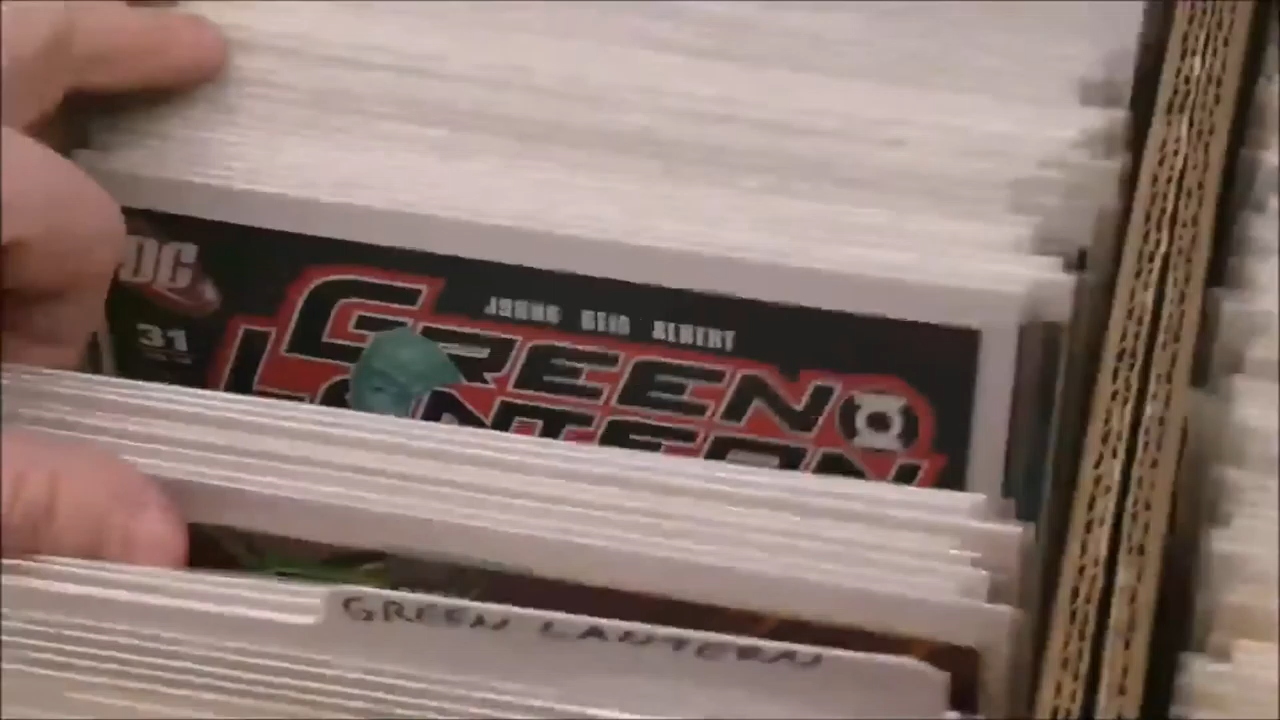 DC
JOHNS REIS ALBERT
31
GREEN
LANTERN
GREEN LANTERN